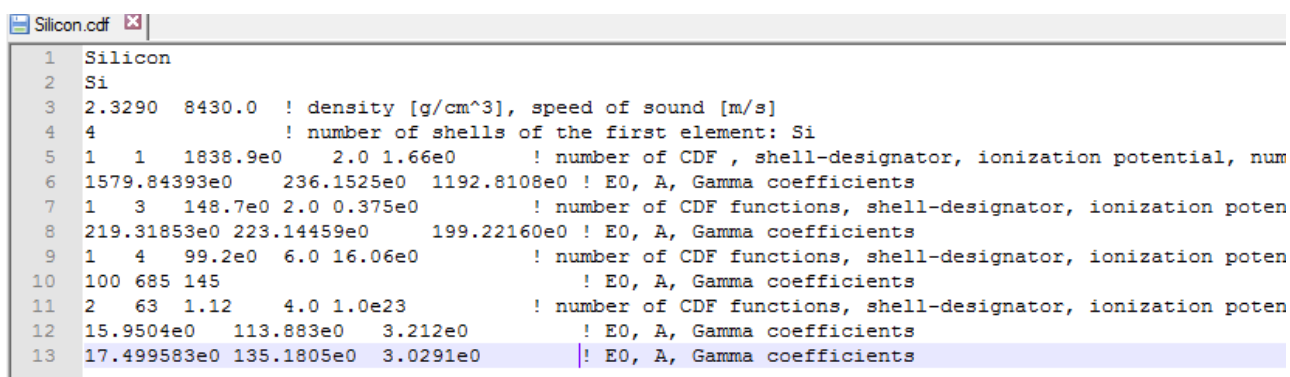 Silicon.cdf
1 Silicon
2 Si
3 2.3290 8430.0 ! density [g/cm^3], speed of sound [m/s]
4 4 ! number of shells of the first element: Si
5 1 1 1838.9e0 2.0 1.66e0 ! number of CDF , shell-designator, ionization potential, num
6 1579.84393e0 236.1525e0 1192.8108e0 ! E0, A, Gamma coefficients
7 1 3 148.7e0 2.0 0.375e0 ! number of CDF functions, shell-designator, ionization poten
8 219.31853e0 223.14459e0 199.22160e0 ! E0, A, Gamma coefficients
9 1 4 99.2e0 6.0 16.06e0 ! number of CDF functions, shell-designator, ionization poten
10 100 685 145 ! E0, A, Gamma coefficients
11 2 63 1.12 4.0 1.0e23 ! number of CDF functions, shell-designator, ionization poten
12 15.9504e0 113.883e0 3.212e0 ! E0, A, Gamma coefficients
13 17.499583e0 135.1805e0 3.0291e0 ! E0, A, Gamma coefficients